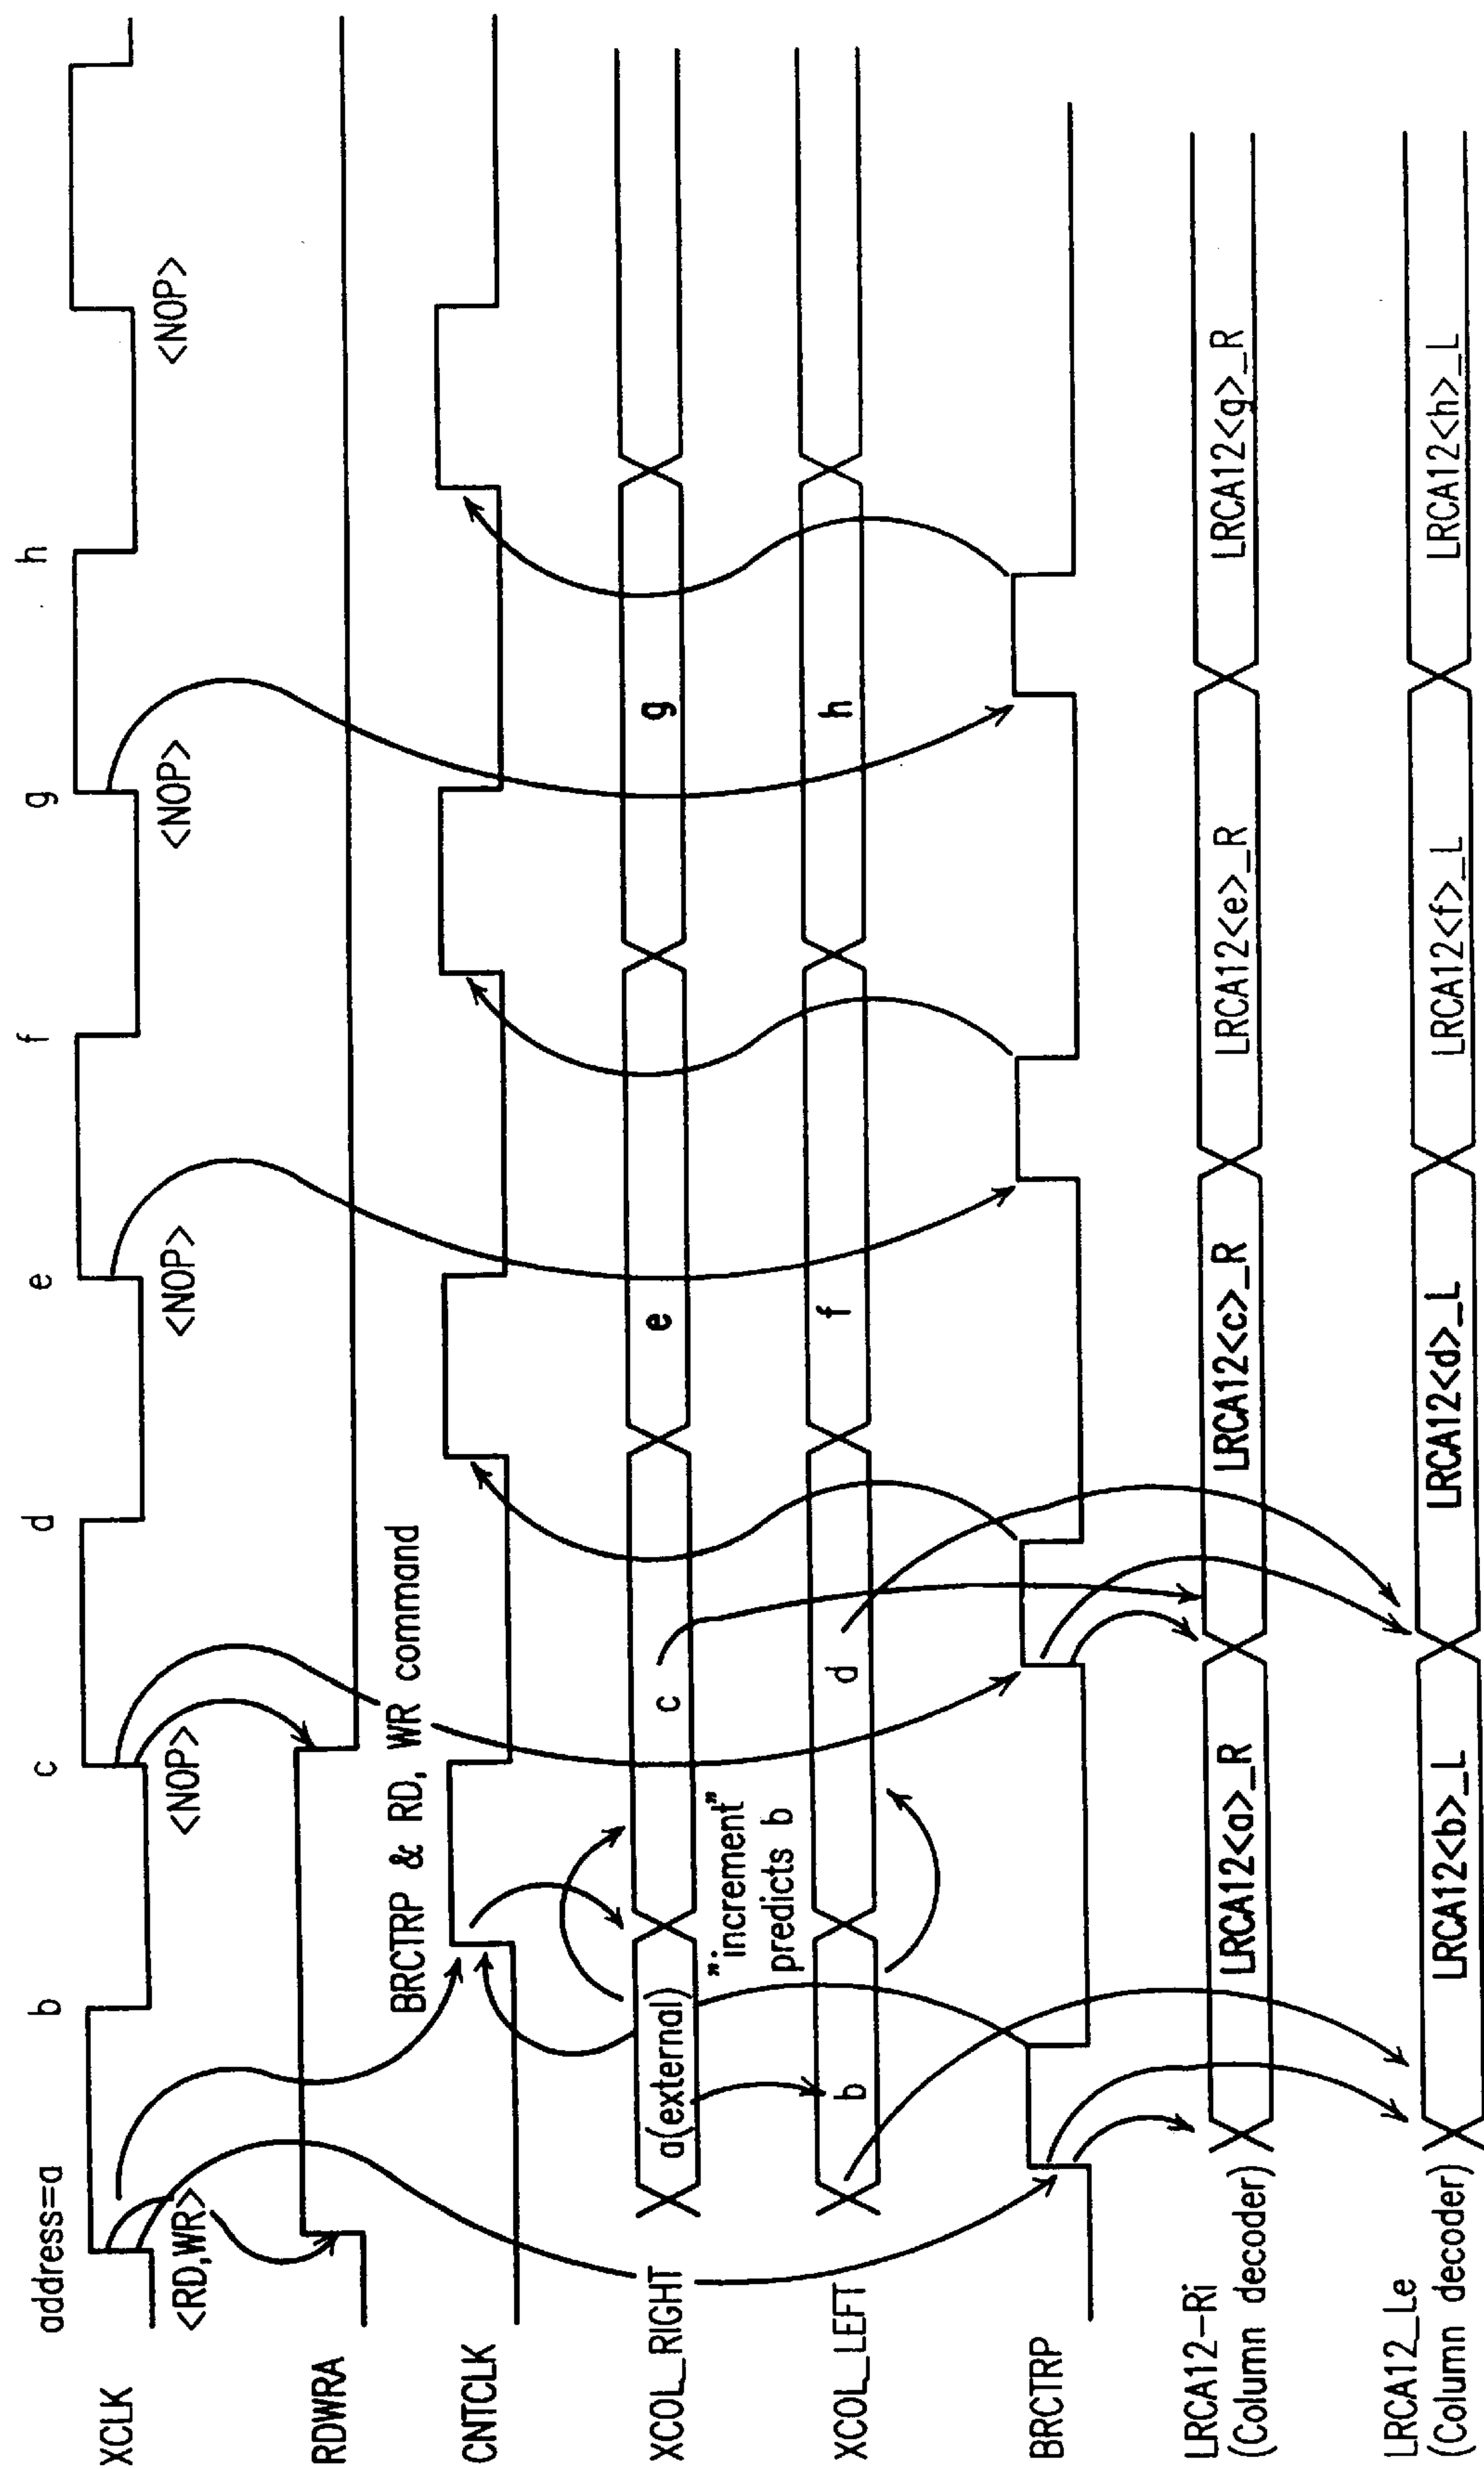 address=a b c d e f g h
XCLK
<RD,WR> <NOP> <NOP> <NOP> <NOP>
RDWRA
BRCTRP & RD, WR command
CNTCLK
XCOL_RIGHT
a(external) c e g
"increment"
predicts b
XCOL_LEFT
b d f h
BRCTRP
LRCA12-Ri
(Column decoder)
LRCA12<a>_R LRCA12<c>_R LRCA12<e>_R LRCA12<g>_R
LRCA12_Le
(Column decoder)
LRCA12<b>_L LRCA12<d>_L LRCA12<f>_L LRCA12<h>_L